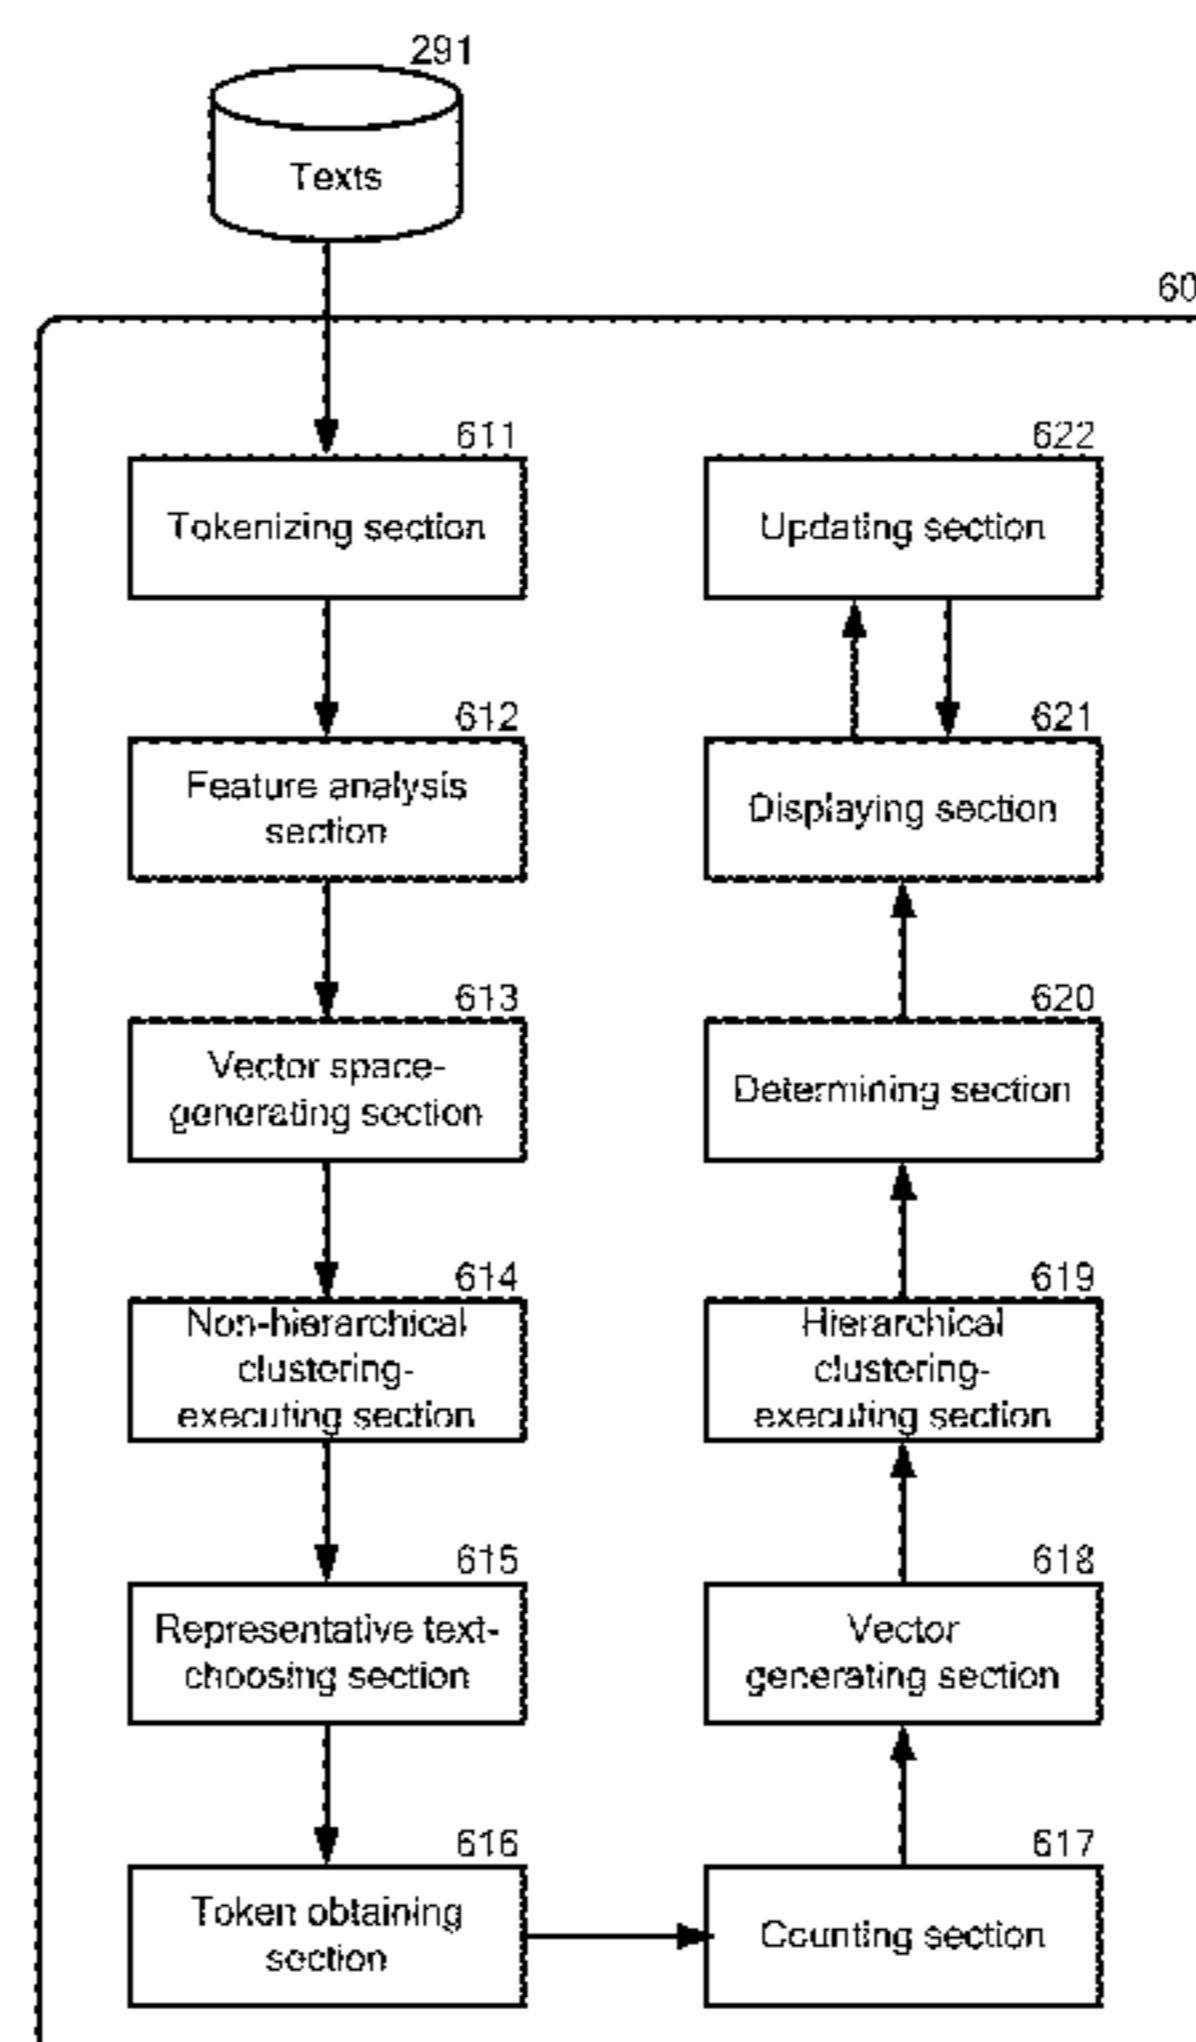 291
Texts
60
611
Tokenizing section
612
Feature analysis
section
613
Vector space-
generating section
614
Non-hierarchical
clustering-
executing section
615
Representative text-
choosing section
616
Token obtaining
section
622
Updating section
621
Displaying section
620
Determining section
619
Hierarchical
clustering-
executing section
618
Vector
generating section
617
Counting section